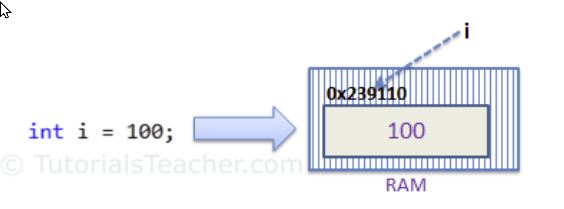 i
0x239110
int i = 100;
100
© TutorialsTeacher.com
RAM